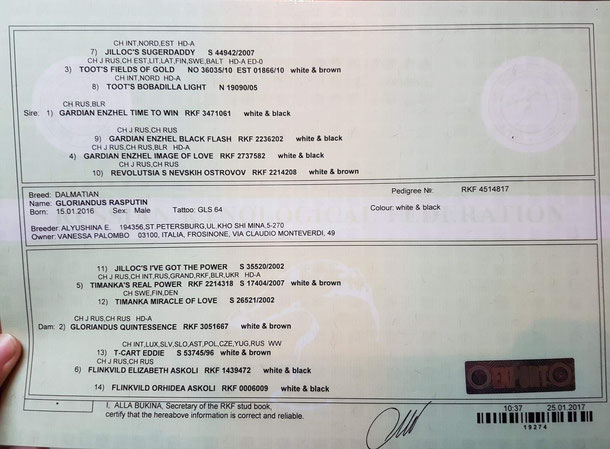 CH INT,NORD,EST HD-A
7) JILLOC'S SUGERDADDY S 44942/2007
CH J RUS,CH EST,LIT,LAT,FIN,SWE,BALT HD-A ED-0
3) TOOT'S FIELDS OF GOLD NO 36035/10 EST 01866/10 white & brown
CH INT,NORD HD-A
8) TOOT'S BOBADILLA LIGHT N 19090/05
CH RUS,BLR
Sire: 1) GARDIAN ENZHEL TIME TO WIN RKF 3471061 white & black
CH J RUS,CH RUS
9) GARDIAN ENZHEL BLACK FLASH RKF 2236202 white & black
CH J RUS,CH RUS,BLR HD-A
4) GARDIAN ENZHEL IMAGE OF LOVE RKF 2737582 white & black
CH J RUS,CH RUS
10) REVOLUTSIA S NEVSKIH OSTROVOV RKF 2214208 white & black
Breed: DALMATIAN Pedigree №: RKF 4514817
Name: GLORIANDUS RASPUTIN
Born: 15.01.2016 Sex: Male Tattoo: GLS 64 Colour: white & black
Breeder: ALYUSHINA E. 194356,ST.PETERSBURG,UL.KHO SHI MINA,5-270
Owner: VANESSA PALOMBO 03100, ITALIA, FROSINONE, VIA CLAUDIO MONTEVERDI, 49
11) JILLOC'S I'VE GOT THE POWER S 35520/2002
CH J RUS,CH INT,RUS,GRAND,RKF,BLR,UKR HD-A
5) TIMANKA'S REAL POWER RKF 2214318 S 17404/2007 white & brown
CH SWE,FIN,DEN
12) TIMANKA MIRACLE OF LOVE S 26521/2002
CH J RUS,CH RUS HD-A
Dam: 2) GLORIANDUS QUINTESSENCE RKF 3051667 white & brown
CH INT,LUX,SLV,SLO,AST,POL,CZE,YUG,RUS WW
13) T-CART EDDIE S 53745/96 white & brown
CH J RUS,CH RUS
6) FLINKVILD ELIZABETH ASKOLI RKF 1439472 white & black
14) FLINKVILD ORHIDEA ASKOLI RKF 0006009 white & black
EXPORT
I, ALLA BUKINA, Secretary of the RKF stud book,
certify that the hereabove information is correct and reliable.
10:37 25.01.2017
19274